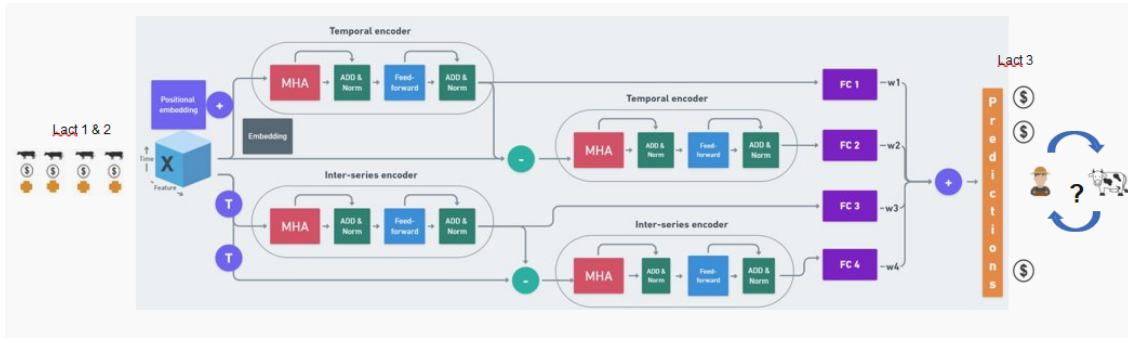 Lact 1 & 2
$
$
$
$
Time
X
Feature
Positional
embedding
+
Embedding
T
T
Temporal encoder
MHA
ADD &
Norm
Feed-
forward
ADD &
Norm
Inter-series encoder
MHA
ADD &
Norm
Feed-
forward
ADD &
Norm
-
-
Temporal encoder
MHA
ADD &
Norm
Feed-
forward
ADD &
Norm
Inter-series encoder
MHA
ADD &
Norm
Feed-
forward
ADD &
Norm
FC 1
w1
FC 2
w2
FC 3
w3
FC 4
w4
+
Predictions
Lact 3
$
$
?
$